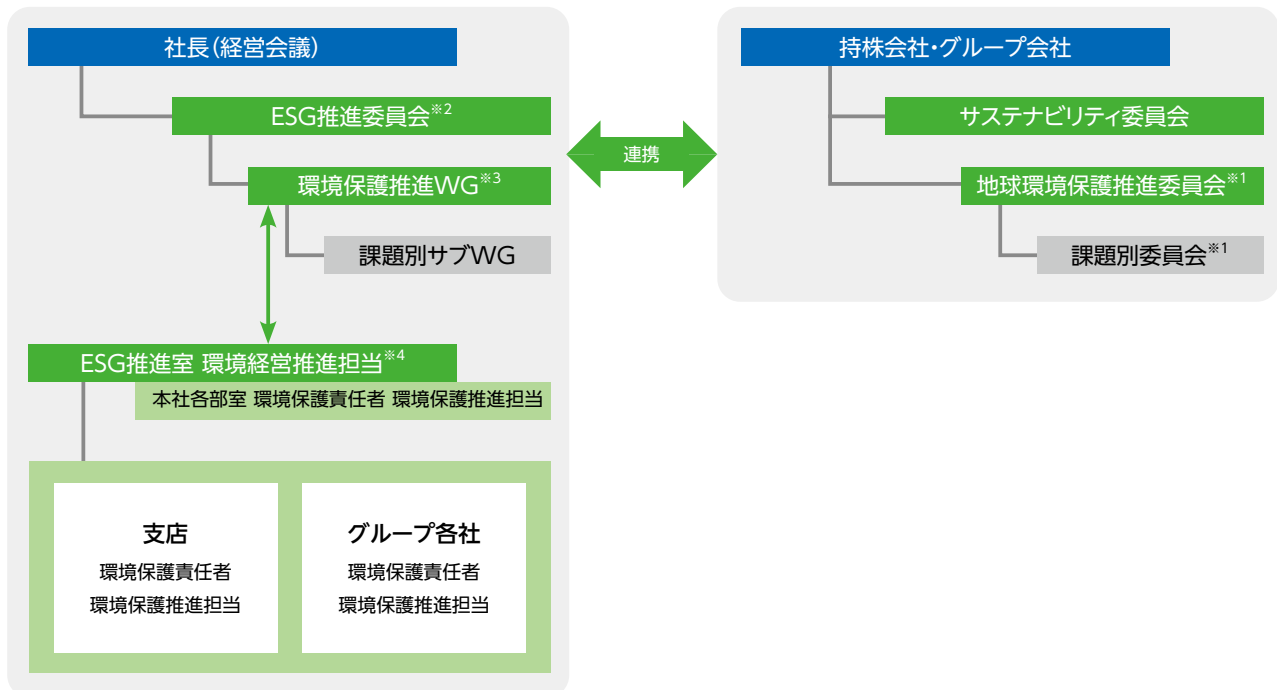 社長(経営会議)
ESG推進委員会※2
環境保護推進WG※3
課題別サブWG
ESG推進室 環境経営推進担当※4
本社各部室 環境保護責任者 環境保護推進担当
支店
環境保護責任者
環境保護推進担当
グループ各社
環境保護責任者
環境保護推進担当
連携
持株会社・グループ会社
サステナビリティ委員会
地球環境保護推進委員会※1
課題別委員会※1